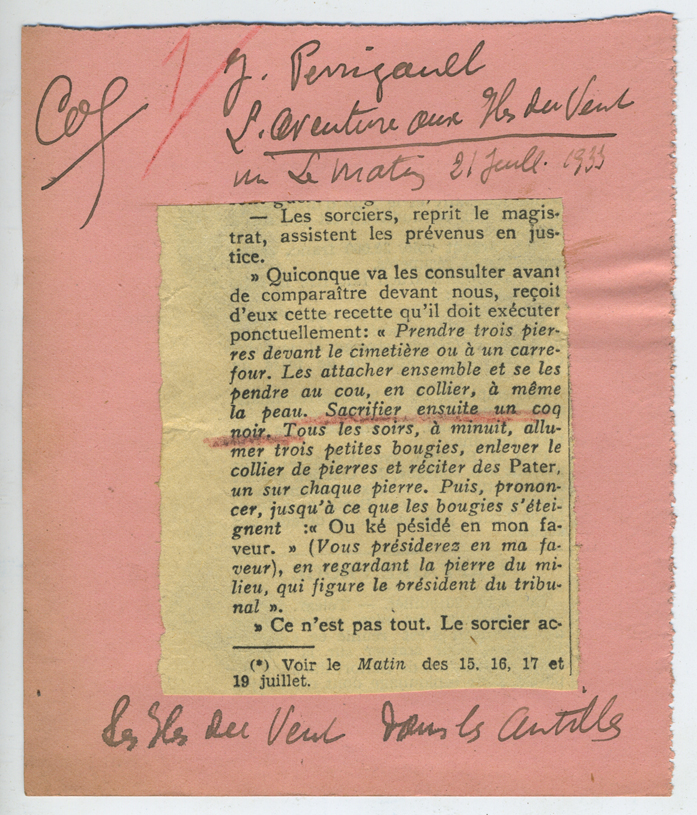 Coq
1
J. Perrigault
L'aventure aux Iles du Vent
in Le Matin 21 Juill. 1933
— Les sorciers, reprit le magis-
trat, assistent les prévenus en jus-
tice.
» Quiconque va les consulter avant
de comparaître devant nous, reçoit
d'eux cette recette qu'il doit exécuter
ponctuellement: « Prendre trois pier-
res devant le cimetière ou à un carre-
four. Les attacher ensemble et se les
pendre au cou, en collier, à même
la peau. Sacrifier ensuite un coq
noir. Tous les soirs, à minuit, allu-
mer trois petites bougies, enlever le
collier de pierres et réciter des Pater,
un sur chaque pierre. Puis, pronon-
cer, jusqu'à ce que les bougies s'étei-
gnent :« Ou ké pésidé en mon fa-
veur. » (Vous présiderez en ma fa-
veur), en regardant la pierre du mi-
lieu, qui figure le président du tribu-
nal ».
» Ce n'est pas tout. Le sorcier ac-
(*) Voir le Matin des 15. 16, 17 et
19 juillet.
Les Iles du Vent dans les Antilles